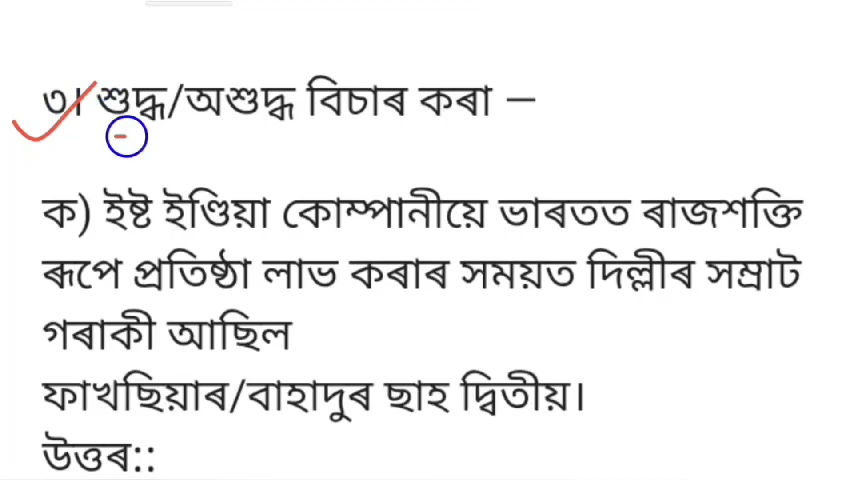 ৩। শুদ্ধ/অশুদ্ধ বিচাৰ কৰা —
ক) ইষ্ট ইণ্ডিয়া কোম্পানীয়ে ভাৰতত ৰাজশক্তি
ৰূপে প্ৰতিষ্ঠা লাভ কৰাৰ সময়ত দিল্লীৰ সম্ৰাট
গৰাকী আছিল
ফাখছিয়াৰ/বাহাদুৰ ছাহ দ্বিতীয়।
উত্তৰ::